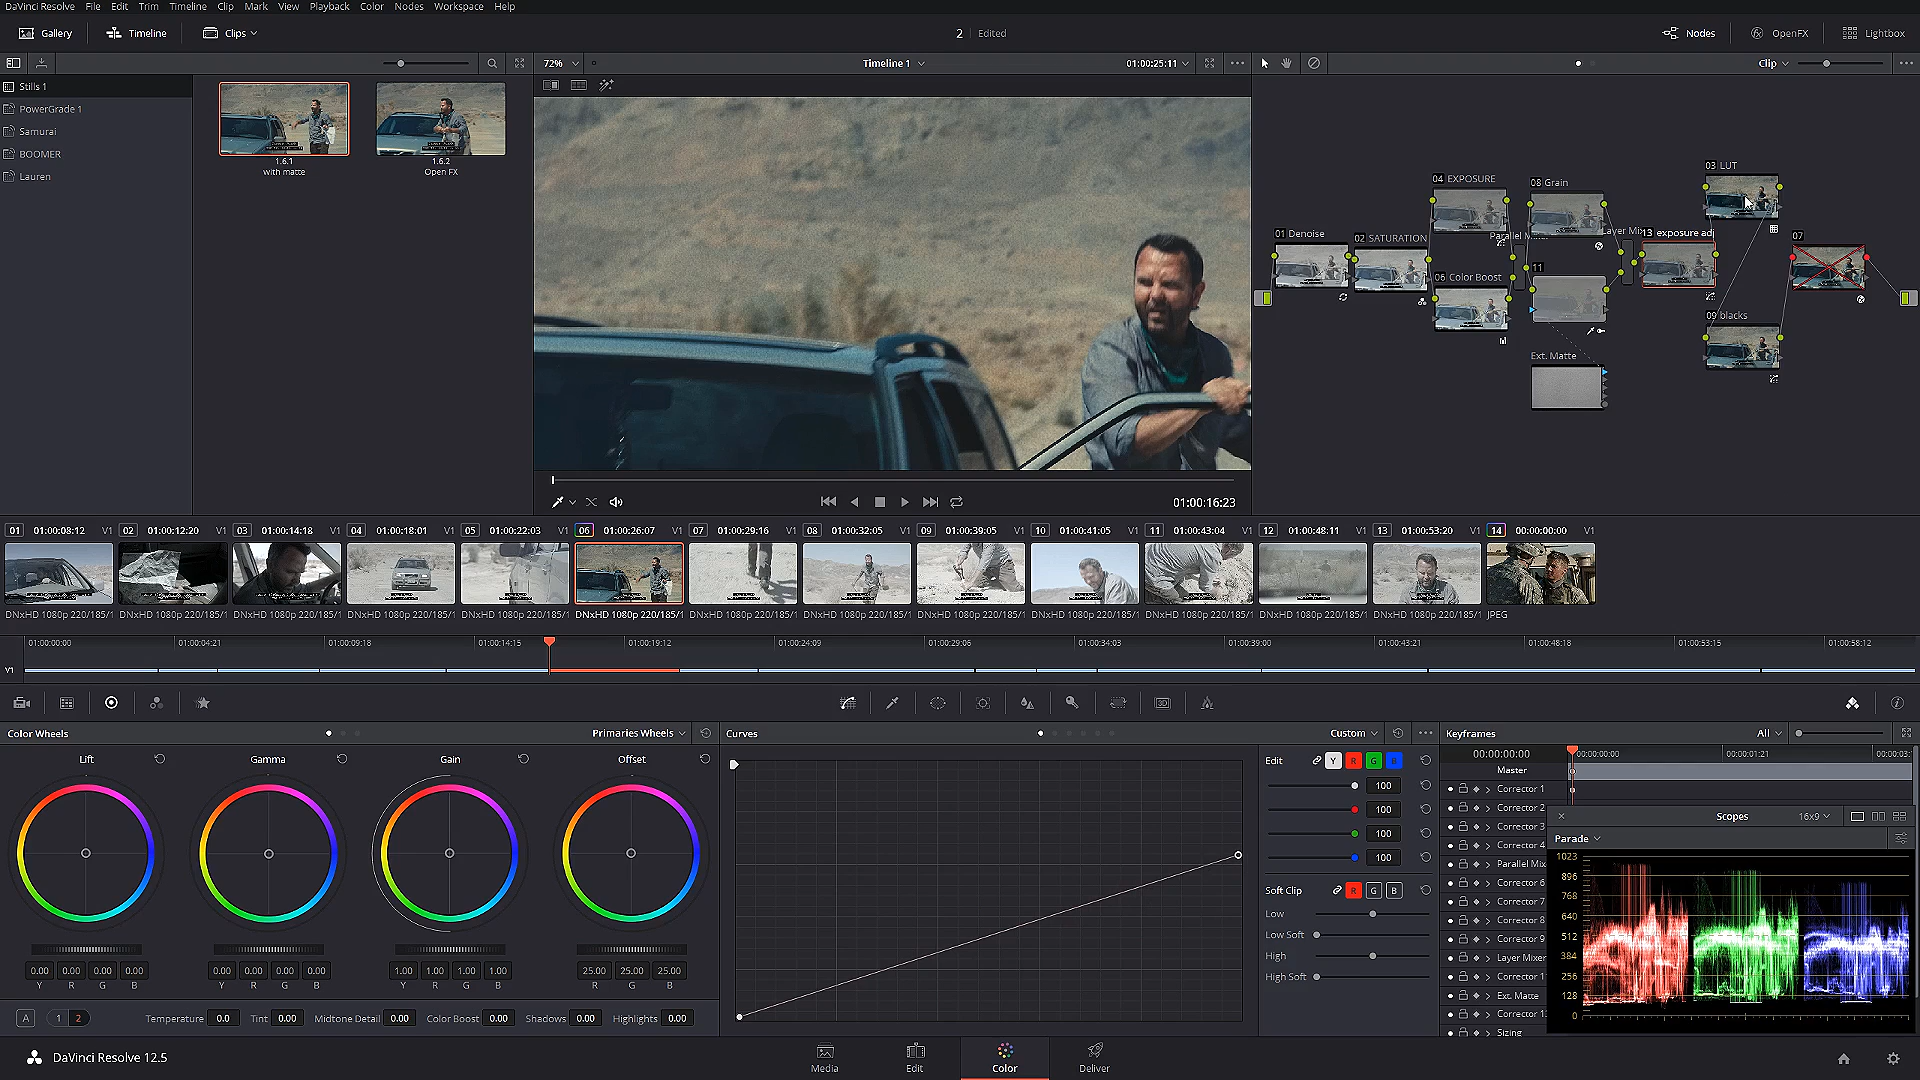 DaVinci Resolve File Edit Trim Timeline Clip Mark View Playback Color Nodes Workspace Help
Gallery Timeline Clips 2 Edited Nodes OpenFX Lightbox
72% Timeline 1 01:00:25:11 Clip
Stills 1
PowerGrade 1
Samurai
BOOMER
Lauren
1.6.1
with matte
1.6.2
Open FX
03 LUT
04 EXPOSURE
08 Grain
01 Denoise
02 SATURATION
13 exposure adj
07
06 Color Boost
11
09 blacks
Ext. Matte
01:00:16:23
01 01:00:08:12 V1 02 01:00:12:20 V1 03 01:00:14:18 V1 04 01:00:18:01 V1 05 01:00:22:03 V1 06 01:00:26:07 V1 07 01:00:29:16 V1 08 01:00:32:05 V1 09 01:00:39:05 V1 10 01:00:41:05 V1 11 01:00:43:04 V1 12 01:00:48:11 V1 13 01:00:53:20 V1 14 00:00:00:00 V1
DNxHD 1080p 220/185/1 DNxHD 1080p 220/185/1 DNxHD 1080p 220/185/1 DNxHD 1080p 220/185/1 DNxHD 1080p 220/185/1 DNxHD 1080p 220/185/1 DNxHD 1080p 220/185/1 DNxHD 1080p 220/185/1 DNxHD 1080p 220/185/1 DNxHD 1080p 220/185/1 DNxHD 1080p 220/185/1 DNxHD 1080p 220/185/1 DNxHD 1080p 220/185/1 JPEG
01:00:00:00 01:00:04:21 01:00:09:18 01:00:14:15 01:00:19:12 01:00:24:09 01:00:29:06 01:00:34:03 01:00:39:00 01:00:43:21 01:00:48:18 01:00:53:15 01:00:58:12
V1
Color Wheels Primaries Wheels
Lift Gamma Gain Offset
0.00 0.00 0.00 0.00 0.00 0.00 0.00 0.00 1.00 1.00 1.00 1.00 25.00 25.00 25.00
Y R G B Y R G B Y R G B R G B
A 1 2 Temperature 0.0 Tint 0.00 Midtone Detail 0.00 Color Boost 0.00 Shadows 0.00 Highlights 0.00
Curves Custom
Edit Y R G B
100
100
100
100
Soft Clip R G B
Low
Low Soft
High
High Soft
Keyframes All
00:00:00:00 00:00:00:00 00:00:01:21 00:00:03:
Master
Corrector 1
Corrector 2
Corrector 3
Corrector 4
Parallel Mix
Corrector 6
Corrector 7
Corrector 8
Corrector 9
Layer Mixer
Corrector 1
Ext. Matte
Corrector 1
Sizing
Scopes 16x9
Parade
1023
896
768
640
512
384
256
128
0
DaVinci Resolve 12.5
Media Edit Color Deliver